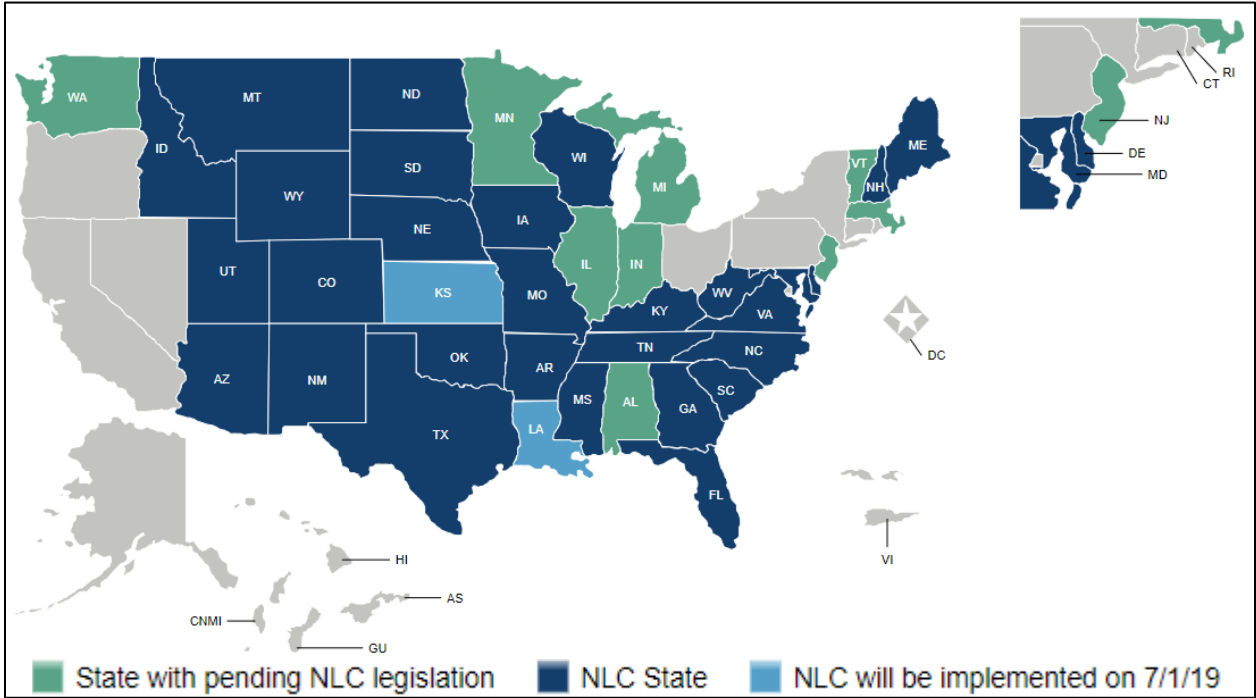 WA
MT
ND
MN
ID
SD
WI
MI
VT
NH
ME
WY
IA
NE
IL
IN
UT
CO
KS
MO
WV
VA
KY
TN
NC
AZ
NM
OK
AR
SC
MS
AL
GA
TX
LA
FL
RI
CT
NJ
DE
MD
DC
VI
HI
AS
CNMI
GU
State with pending NLC legislation
NLC State
NLC will be implemented on 7/1/19